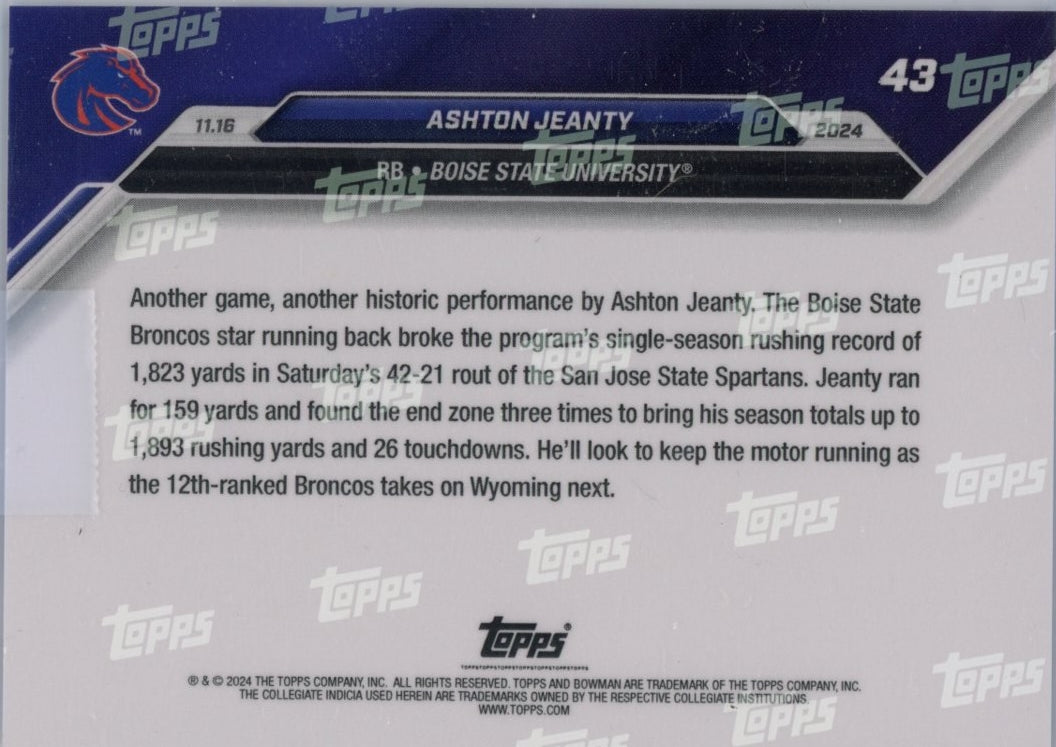 43
11.16
ASHTON JEANTY
2024
RB • BOISE STATE UNIVERSITY®
Another game, another historic performance by Ashton Jeanty. The Boise State
Broncos star running back broke the program's single-season rushing record of
1,823 yards in Saturday's 42-21 rout of the San Jose State Spartans. Jeanty ran
for 159 yards and found the end zone three times to bring his season totals up to
1,893 rushing yards and 26 touchdowns. He'll look to keep the motor running as
the 12th-ranked Broncos takes on Wyoming next.
TOPPS®
TOPPSTOPPSTOPPSTOPPSTOPPSTOPPSTOPPS
® & © 2024 THE TOPPS COMPANY, INC. ALL RIGHTS RESERVED. TOPPS AND BOWMAN ARE TRADEMARK OF THE TOPPS COMPANY, INC.
THE COLLEGIATE INDICIA USED HEREIN ARE TRADEMARKS OWNED BY THE RESPECTIVE COLLEGIATE INSTITUTIONS.
WWW.TOPPS.COM